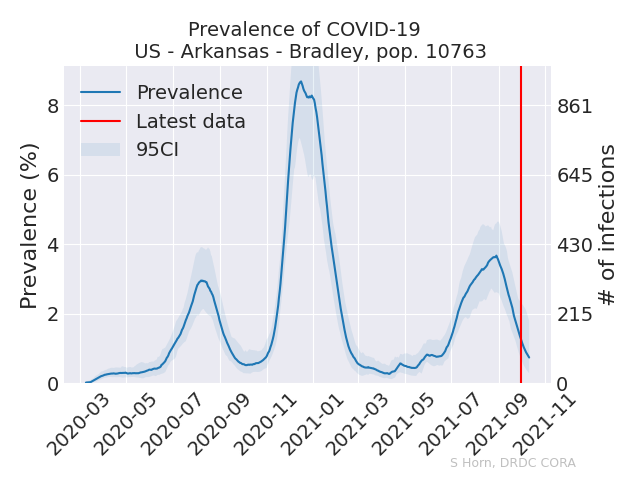 Prevalence of COVID-19
US - Arkansas - Bradley, pop. 10763
Prevalence
Latest data
95CI
Prevalence (%)
8
6
4
2
0
# of infections
861
645
430
215
0
2020-03
2020-05
2020-07
2020-09
2020-11
2021-01
2021-03
2021-05
2021-07
2021-09
2021-11
S Horn, DRDC CORA